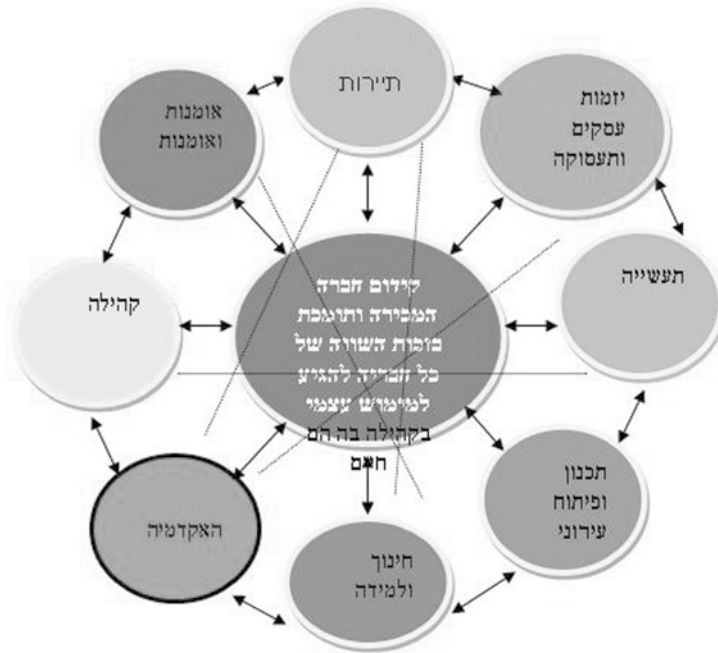 תיירות
יזמות
עסקים
ותעסוקה
תעשייה
תכנון
ופיתוח
עירוני
חינוך
ולמידה
האקדמיה
קהילה
אומנות
ואומנות
קידום חברה
המכירה ותומכת
בזכות השווה של
כל חבריה להגיע
למימוש עצמי
בקהילה בה הם
חיים